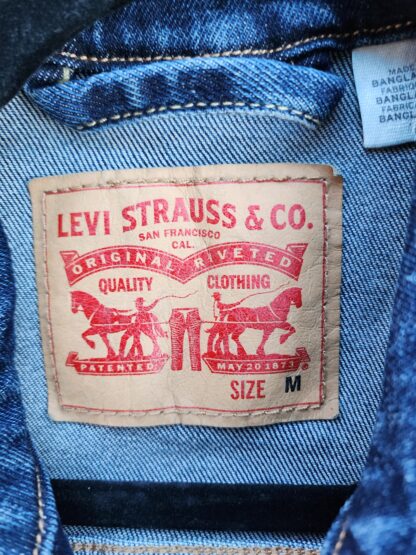 MADE
BANGLA
FABRIQ
BANGLA
FABRIC
BANGLA
LEVI STRAUSS & CO.
SAN FRANCISCO
CAL.
ORIGINAL RIVETED
QUALITY CLOTHING
PATENTED MAY 20 1873
®
SIZE M